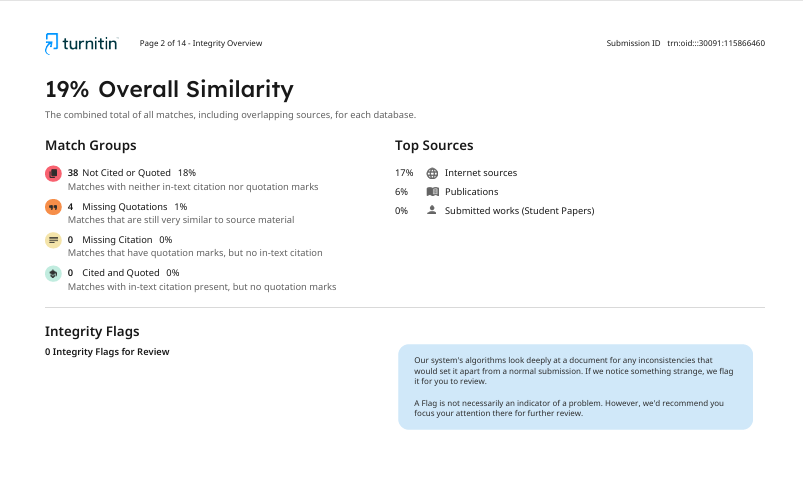 turnitin
Page 2 of 14 - Integrity Overview
Submission ID trn:oid:::30091:115866460
19% Overall Similarity
The combined total of all matches, including overlapping sources, for each database.
Match Groups
38 Not Cited or Quoted 18%
Matches with neither in-text citation nor quotation marks
4 Missing Quotations 1%
Matches that are still very similar to source material
0 Missing Citation 0%
Matches that have quotation marks, but no in-text citation
0 Cited and Quoted 0%
Matches with in-text citation present, but no quotation marks
Top Sources
17% Internet sources
6% Publications
0% Submitted works (Student Papers)
Integrity Flags
0 Integrity Flags for Review
Our system's algorithms look deeply at a document for any inconsistencies that
would set it apart from a normal submission. If we notice something strange, we flag
it for you to review.
A Flag is not necessarily an indicator of a problem. However, we'd recommend you
focus your attention there for further review.